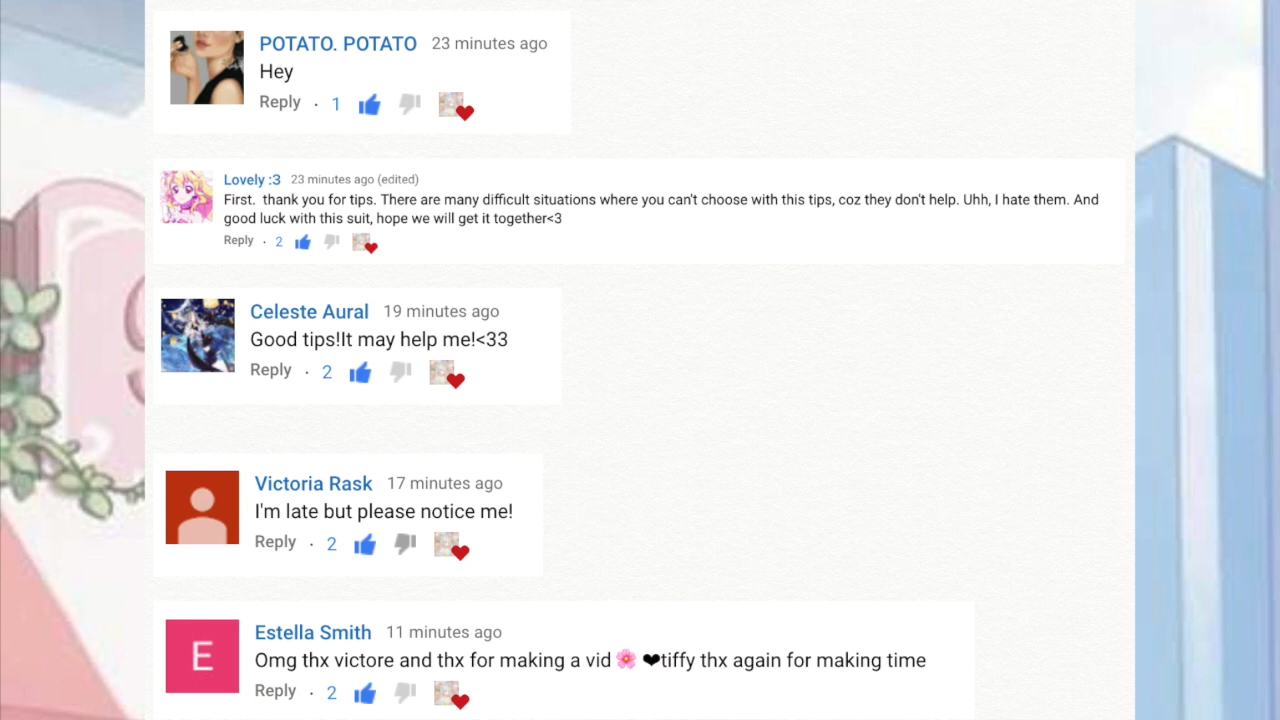 POTATO. POTATO 23 minutes ago
Hey
Reply · 1
Lovely :3 23 minutes ago (edited)
First. thank you for tips. There are many difficult situations where you can't choose with this tips, coz they don't help. Uhh, I hate them. And
good luck with this suit, hope we will get it together<3
Reply · 2
Celeste Aural 19 minutes ago
Good tips!It may help me!<33
Reply · 2
Victoria Rask 17 minutes ago
I'm late but please notice me!
Reply · 2
E
Estella Smith 11 minutes ago
Omg thx victore and thx for making a vid 🌸 ❤tiffy thx again for making time
Reply · 2